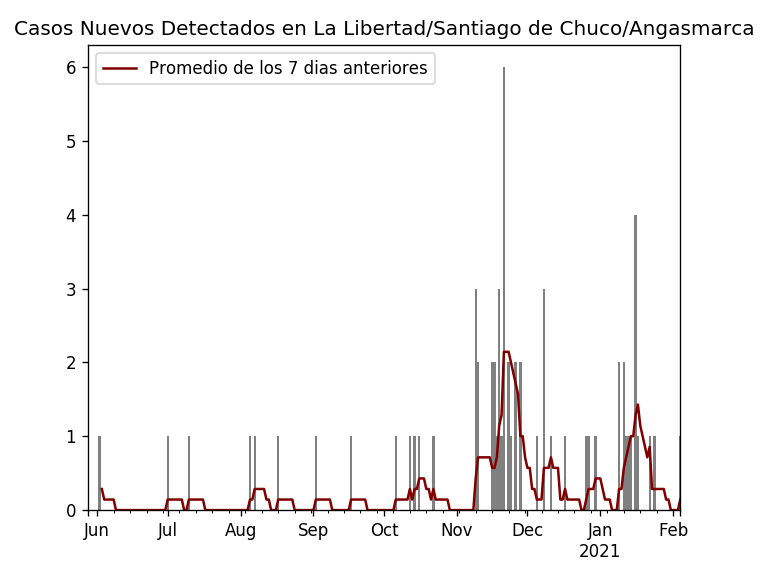 Casos Nuevos Detectados en La Libertad/Santiago de Chuco/Angasmarca
Promedio de los 7 dias anteriores
6
5
4
3
2
1
0
Jun Jul Aug Sep Oct Nov Dec Jan Feb
2021